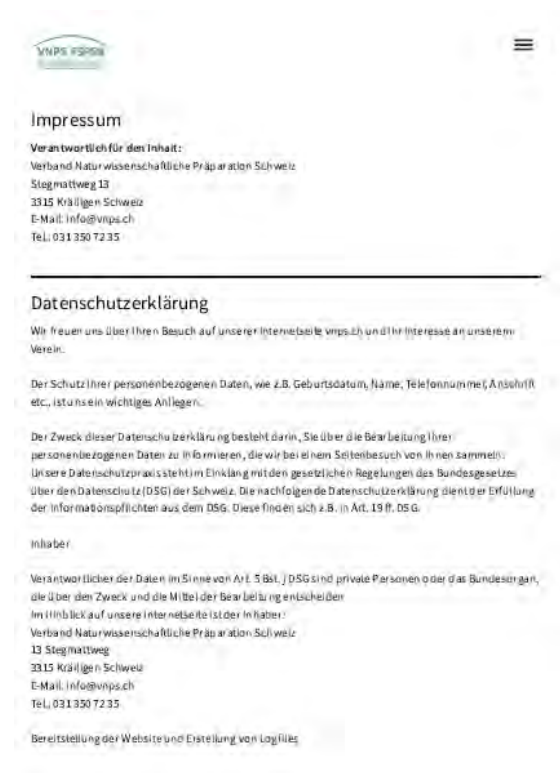 VNPS FSPSN
Impressum
Verantwortlich für den Inhalt:
Verband Naturwissenschaftliche Präparation Schweiz
Stegmattweg 13
3315 Kräiligen Schweiz
E-Mail: info@vnps.ch
Tel.: 031 350 72 35
Datenschutzerklärung
Wir freuen uns über Ihren Besuch auf unserer Internetseite vnps.ch und Ihr Interesse an unserem
Verein.
Der Schutz Ihrer personenbezogenen Daten, wie z.B. Geburtsdatum, Name, Telefonnummer, Anschrift
etc., ist uns ein wichtiges Anliegen.
Der Zweck dieser Datenschutzerklärung besteht darin, Sie über die Bearbeitung Ihrer
personenbezogenen Daten zu informieren, die wir bei einem Seitenbesuch von Ihnen sammeln.
Unsere Datenschutzpraxis steht im Einklang mit den gesetzlichen Regelungen des Bundesgesetzes
über den Datenschutz (DSG) der Schweiz. Die nachfolgende Datenschutzerklärung dient der Erfüllung
der Informationspflichten aus dem DSG. Diese finden sich z.B. in Art. 19 ff. DSG.
Inhaber
Verantwortlicher der Daten im Sinne von Art. 5 Bst. j DSG sind private Personen oder das Bundesorgan,
die über den Zweck und die Mittel der Bearbeitung entscheiden
Im Hinblick auf unsere Internetseite ist der Inhaber:
Verband Naturwissenschaftliche Präparation Schweiz
13 Stegmattweg
3315 Kräiligen Schweiz
E-Mail: info@vnps.ch
Tel.: 031 350 72 35
Bereitstellung der Website und Erstellung von Logfiles